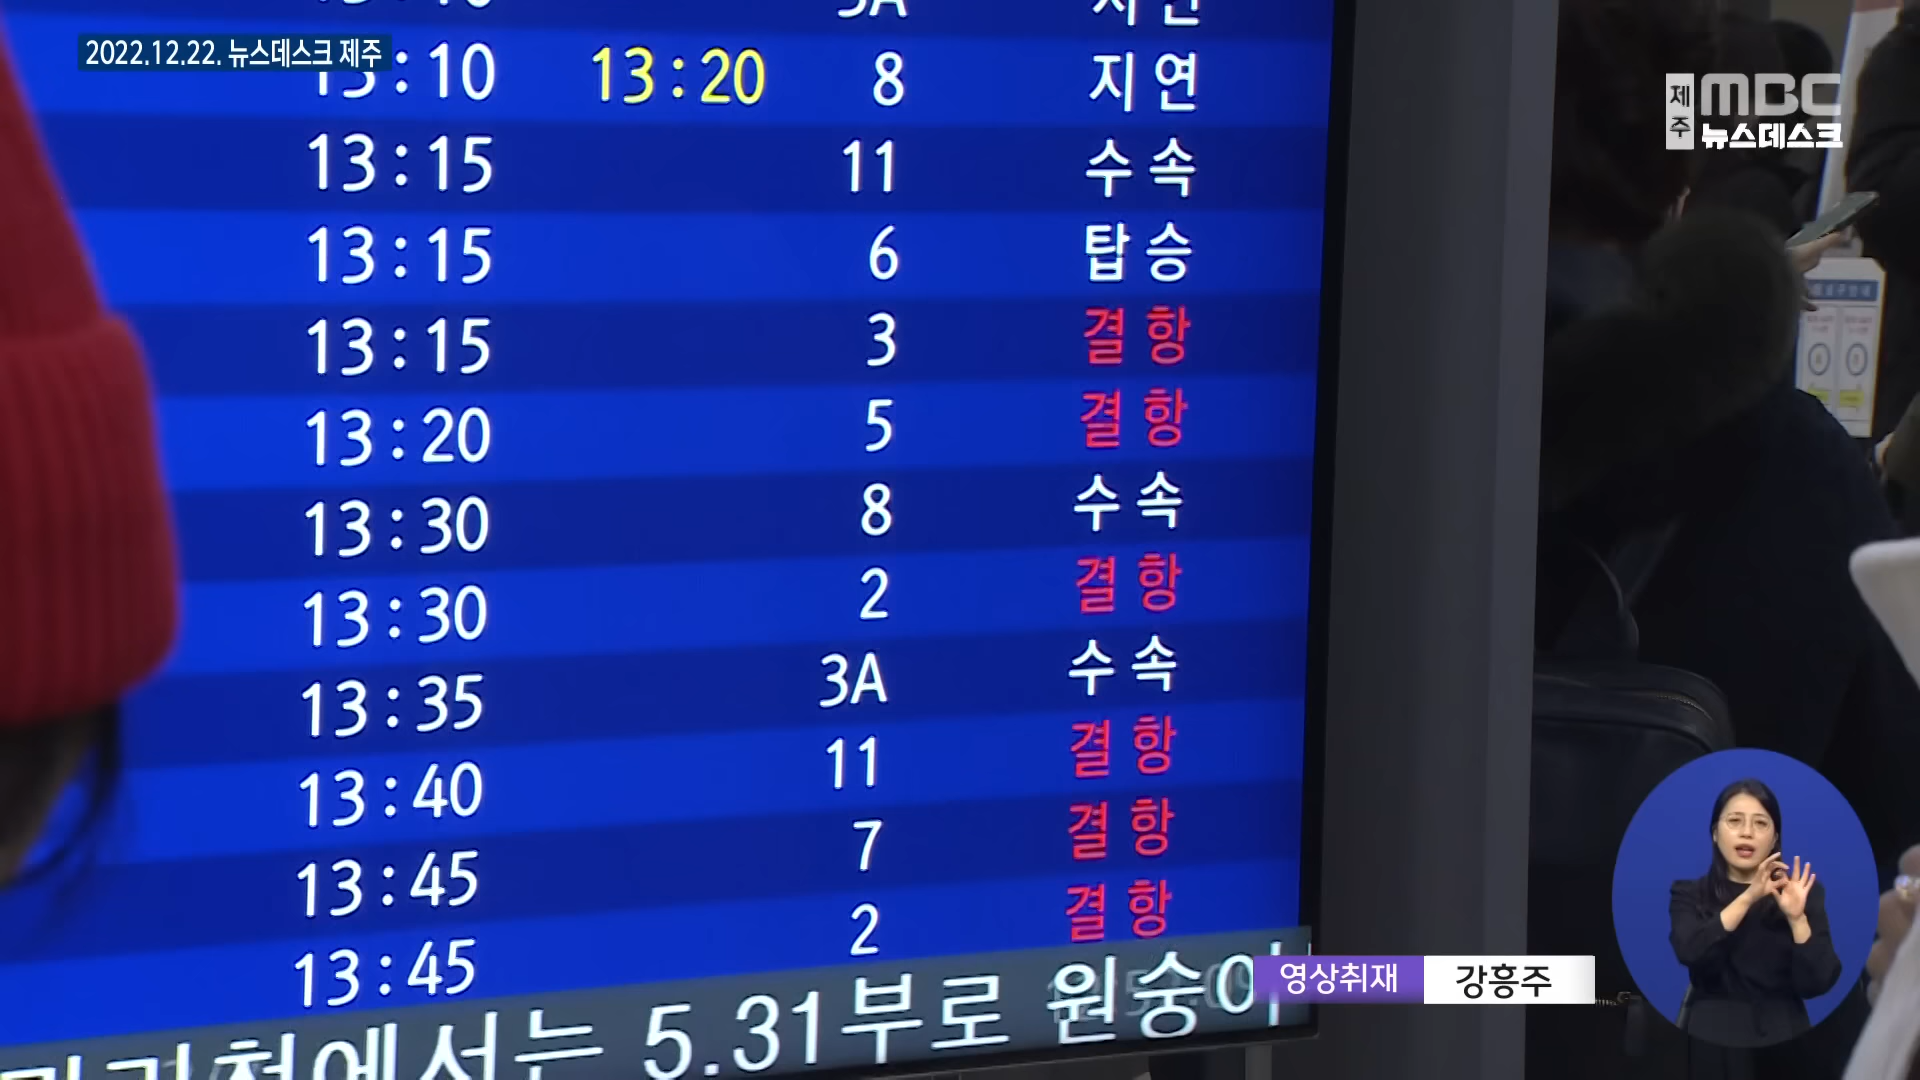 2022.12.22. 뉴스데스크 제주
제주 MBC
뉴스데스크
13:10 13:20 8 지연
13:15 11 수속
13:15 6 탑승
13:15 3 결항
13:20 5 결항
13:30 8 수속
13:30 2 결항
13:35 3A 수속
13:40 11 결항
13:45 7 결항
13:45 2 결항
5.31부로 원숭이
영상취재 강흥주